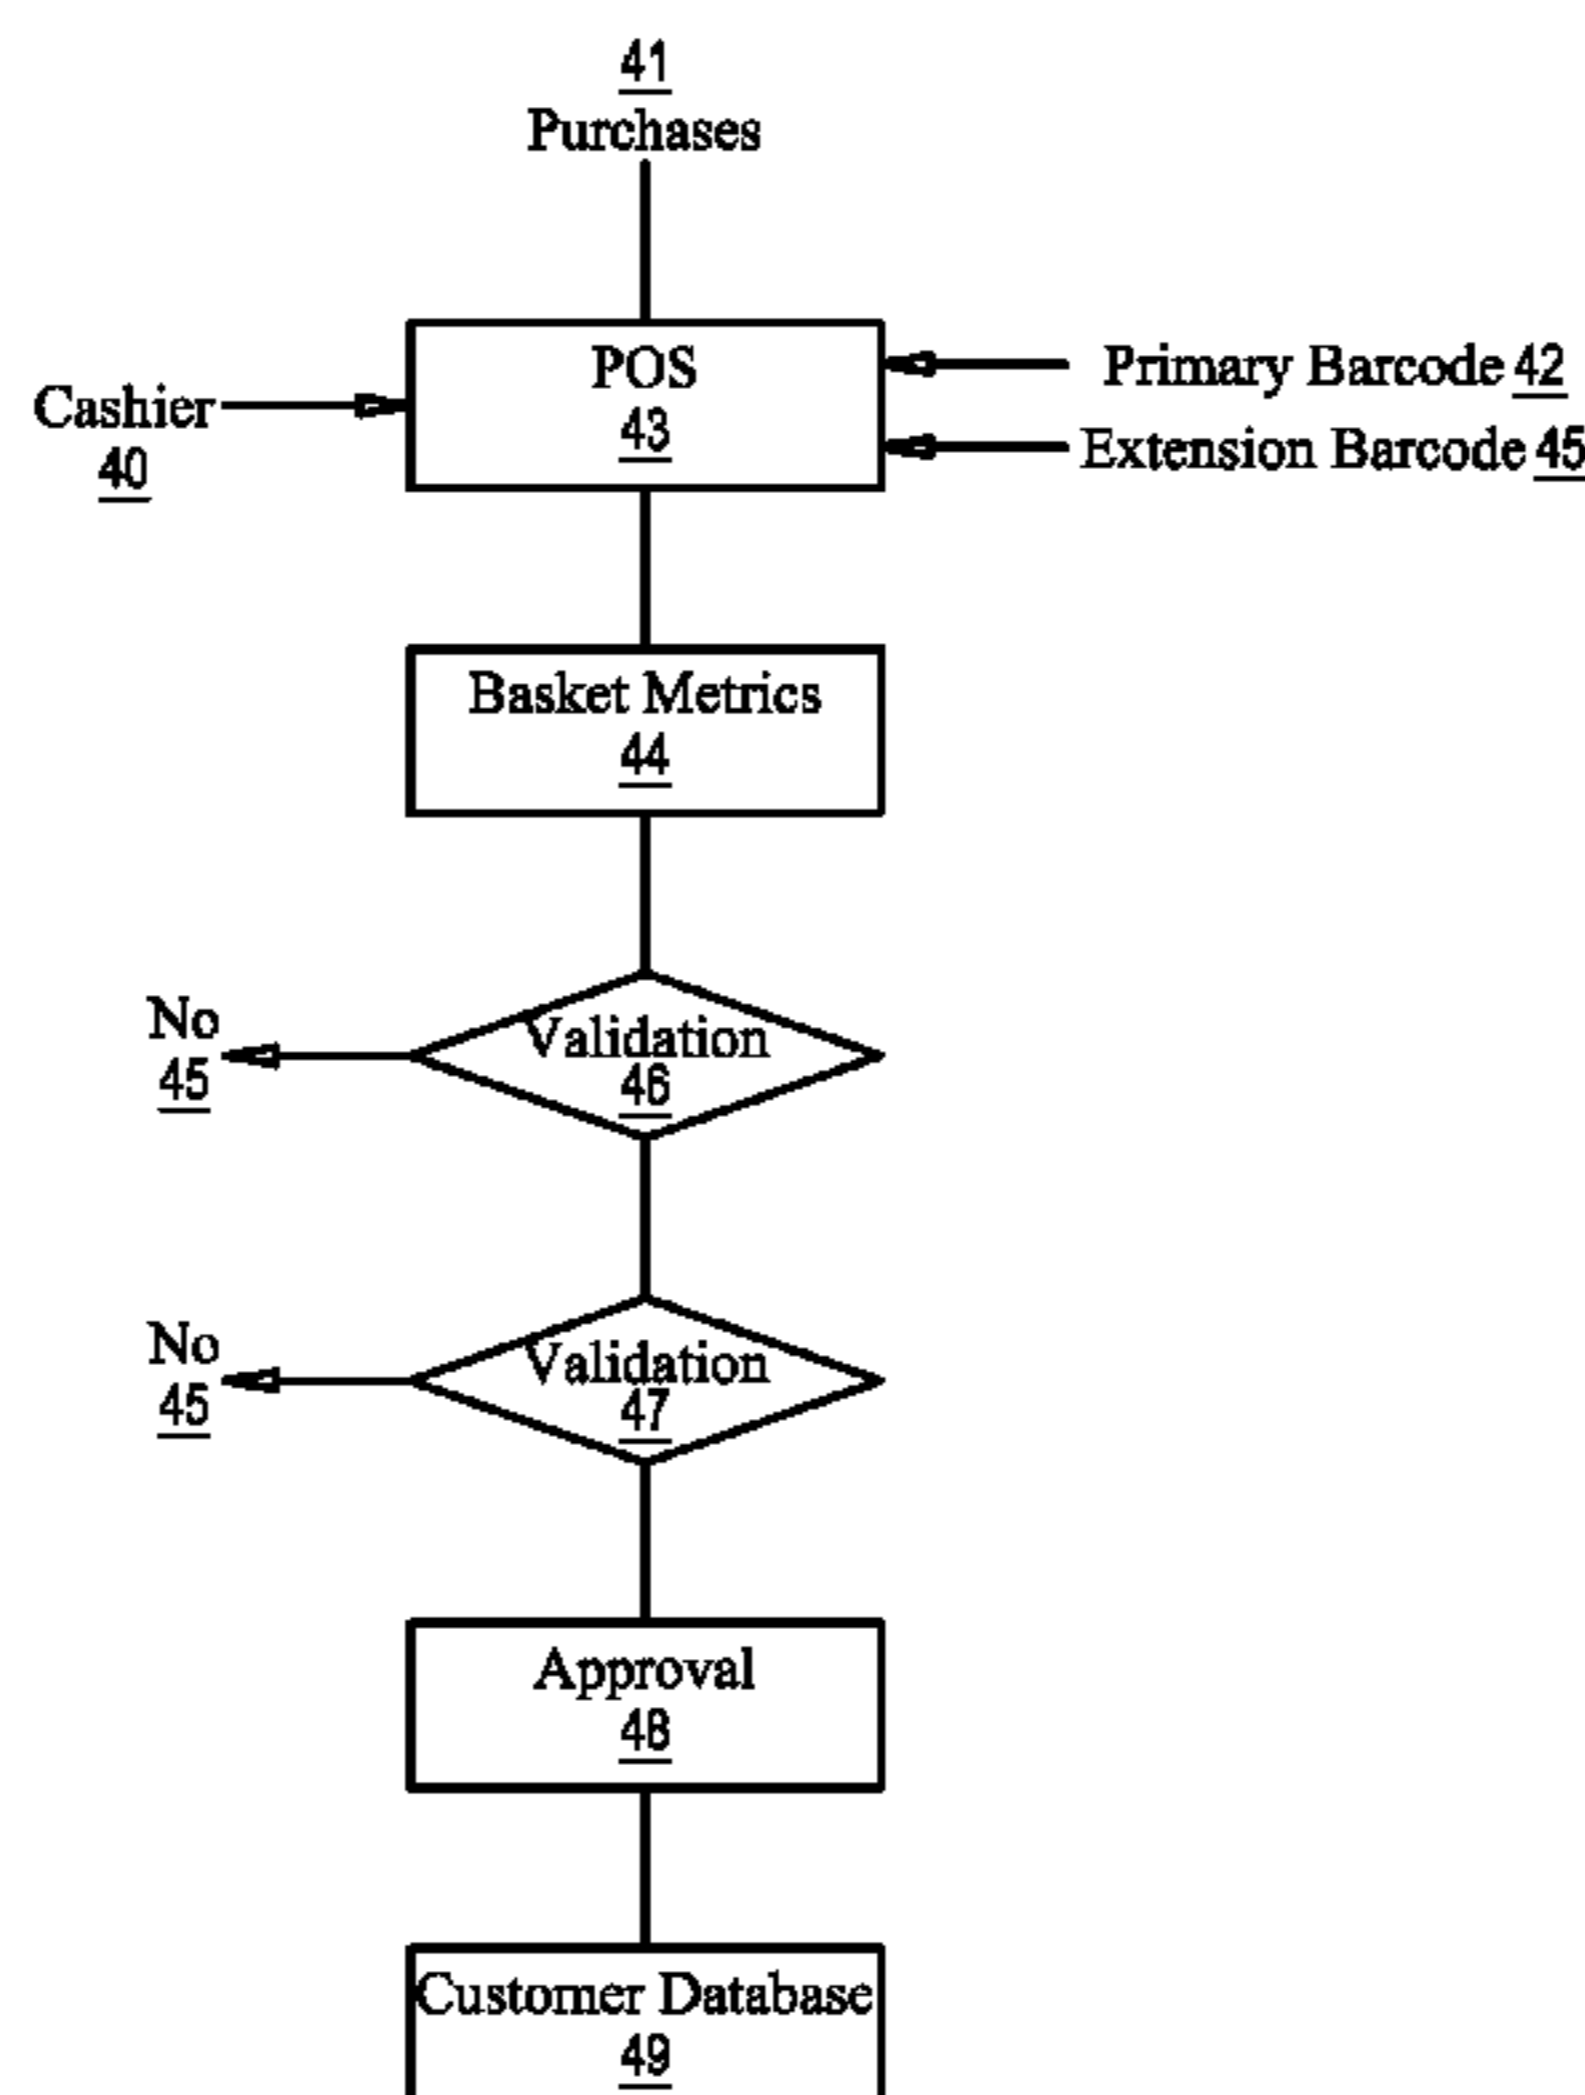 41
Purchases
POS
43
Cashier
40
Primary Barcode 42
Extension Barcode 45
Basket Metrics
44
No
45
Validation
46
No
45
Validation
47
Approval
48
Customer Database
49